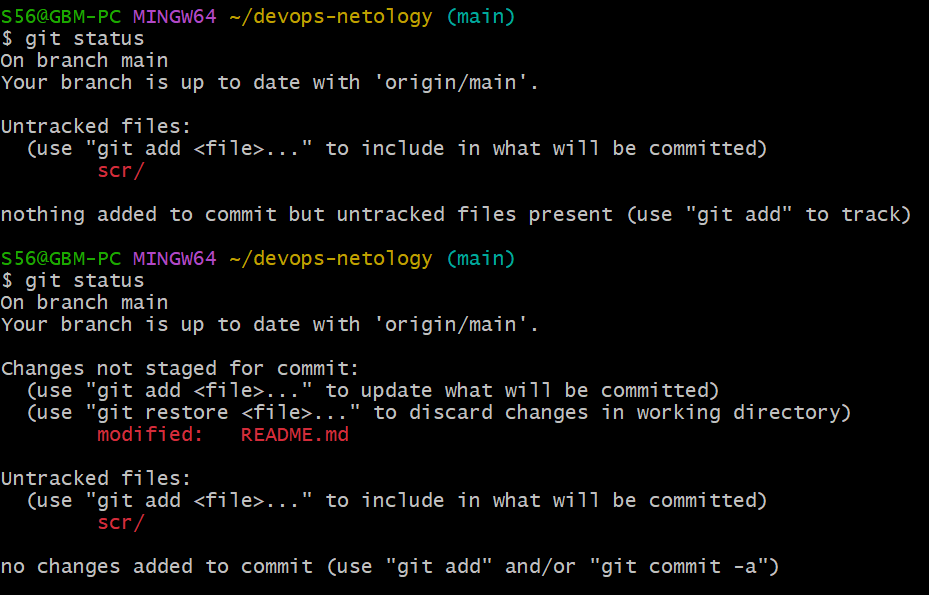 S56@GBM-PC MINGW64 ~/devops-netology (main)
$ git status
On branch main
Your branch is up to date with 'origin/main'.

Untracked files:
  (use "git add <file>..." to include in what will be committed)
        scr/

nothing added to commit but untracked files present (use "git add" to track)

S56@GBM-PC MINGW64 ~/devops-netology (main)
$ git status
On branch main
Your branch is up to date with 'origin/main'.

Changes not staged for commit:
  (use "git add <file>..." to update what will be committed)
  (use "git restore <file>..." to discard changes in working directory)
        modified:   README.md

Untracked files:
  (use "git add <file>..." to include in what will be committed)
        scr/

no changes added to commit (use "git add" and/or "git commit -a")